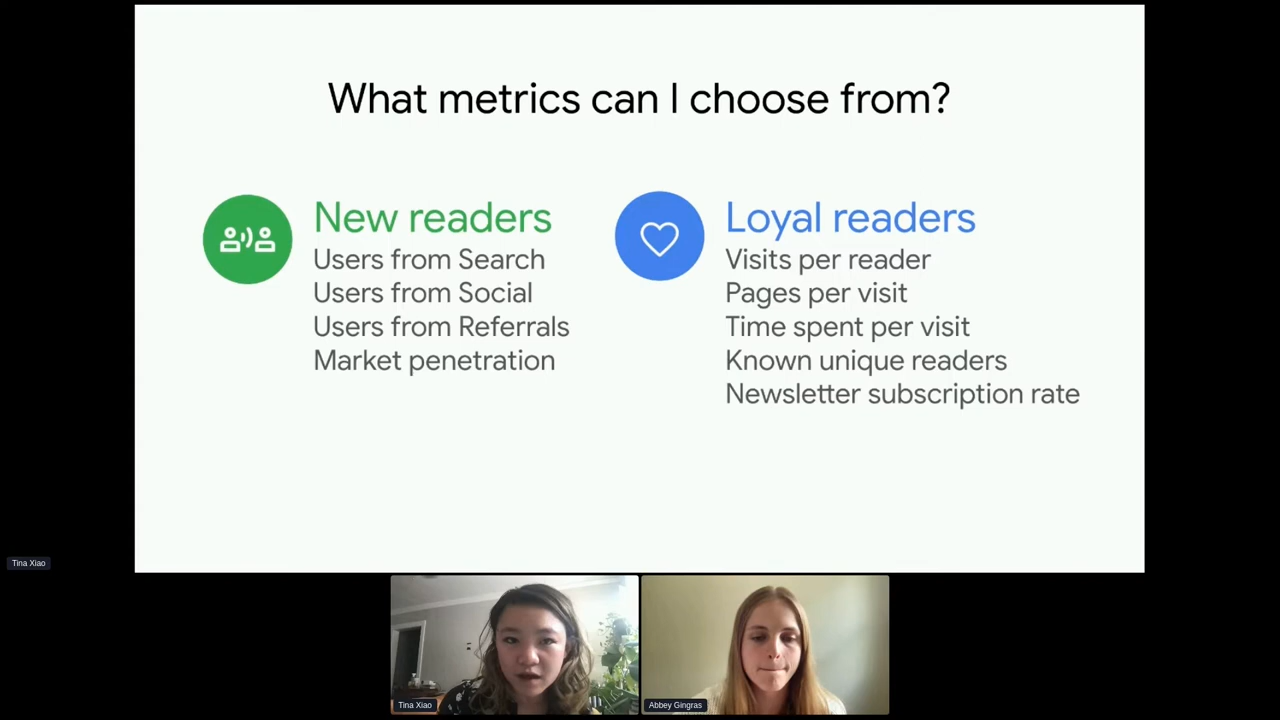 What metrics can I choose from?
New readers
Users from Search
Users from Social
Users from Referrals
Market penetration
Loyal readers
Visits per reader
Pages per visit
Time spent per visit
Known unique readers
Newsletter subscription rate
Tina Xiao
Tina Xiao
Abbey Gingras